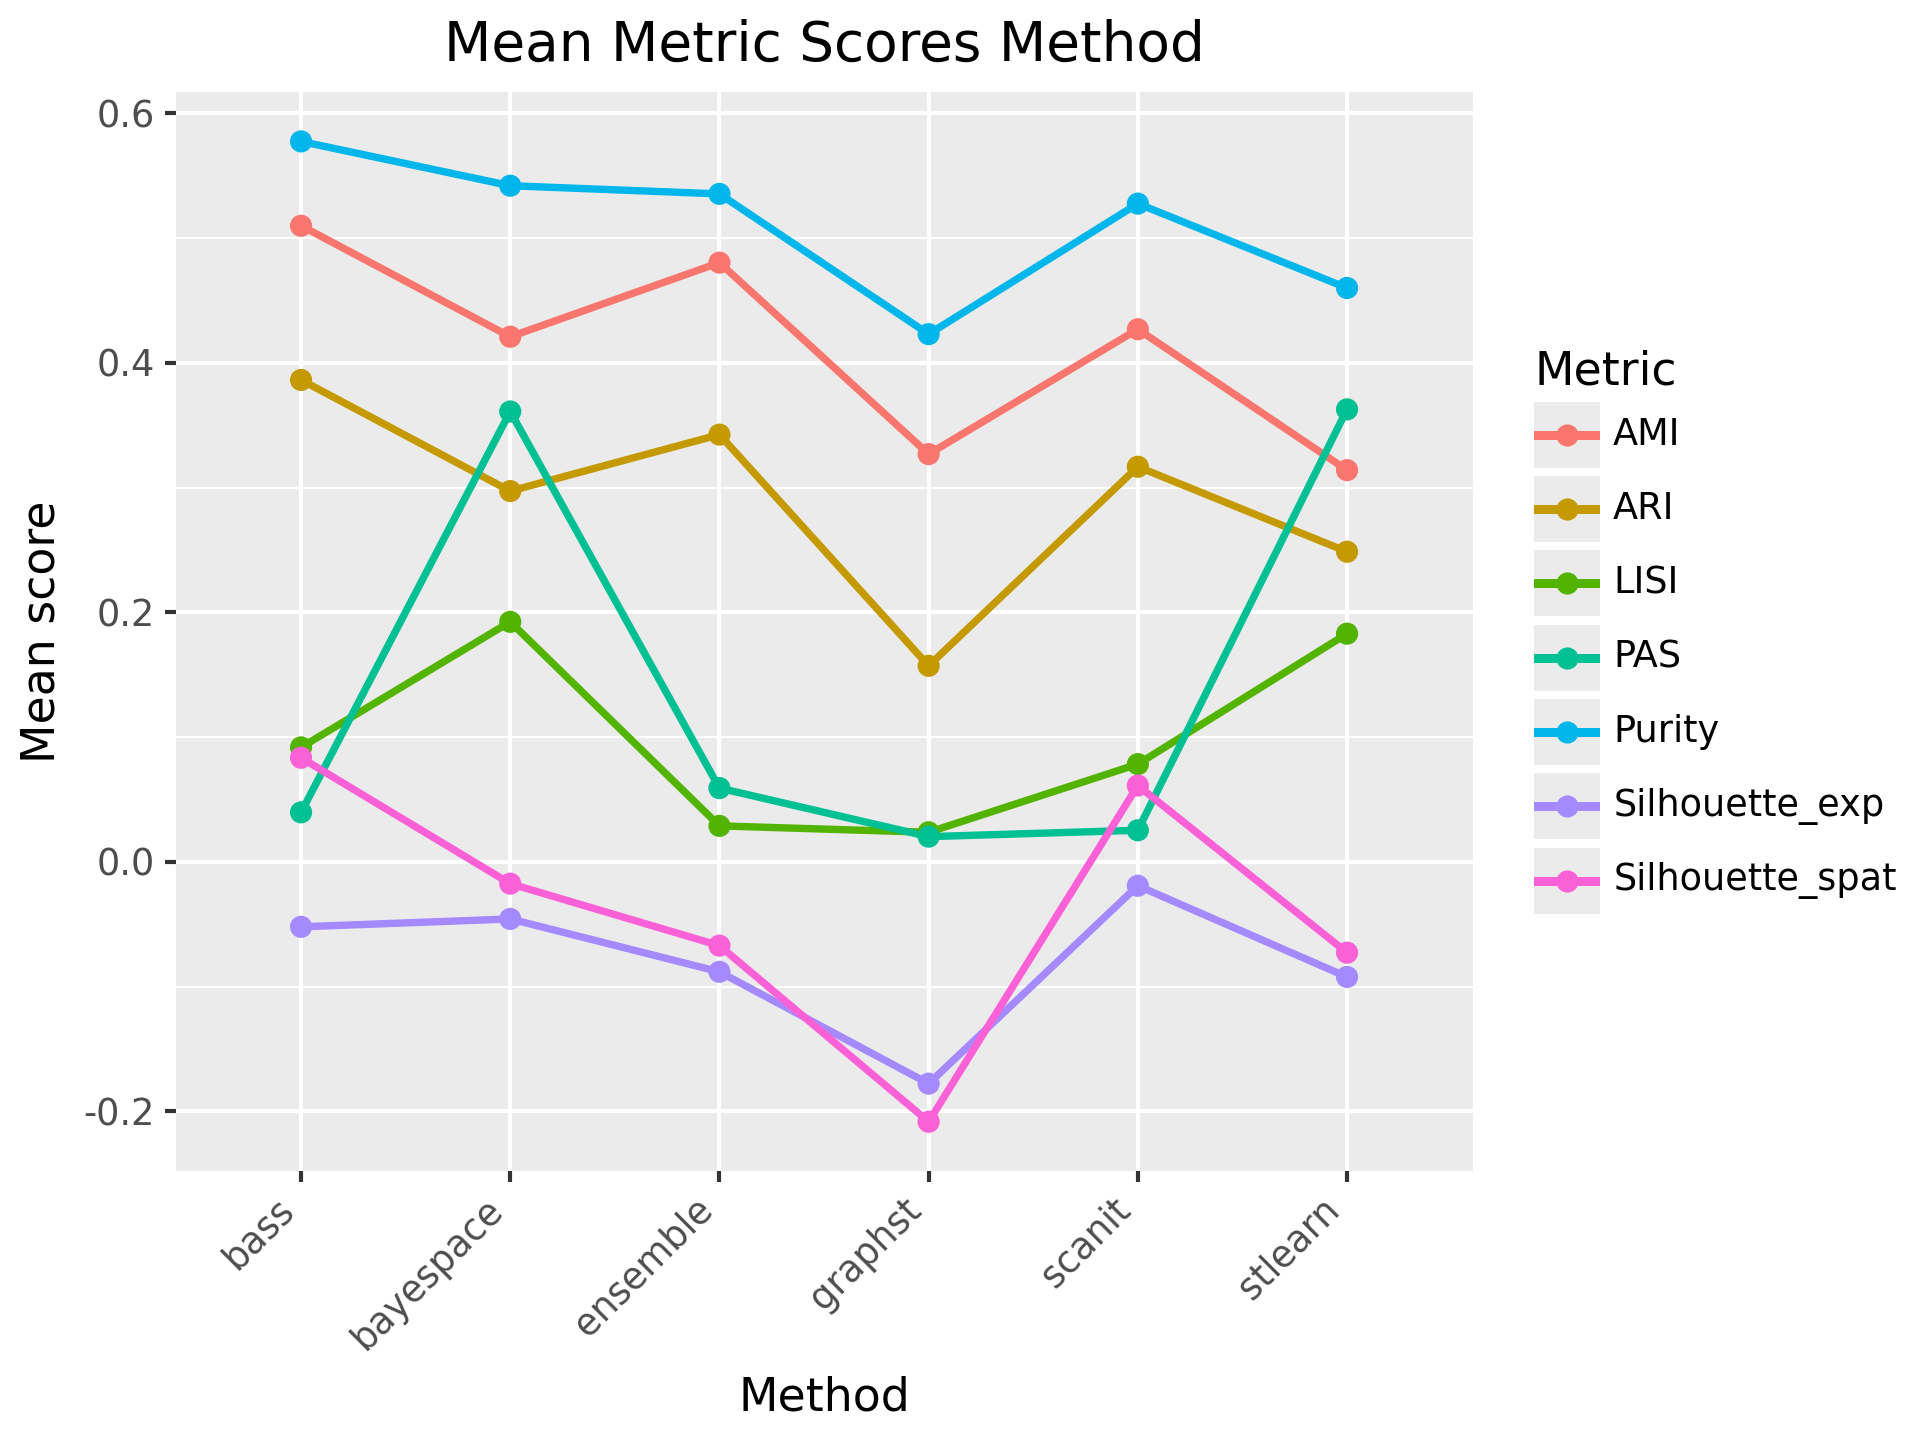 Mean Metric Scores Method
0.6
0.4
0.2
0.0
-0.2
Mean score
bass
bayespace
ensemble
graphst
scanit
stlearn
Method
Metric
AMI
ARI
LISI
PAS
Purity
Silhouette_exp
Silhouette_spat